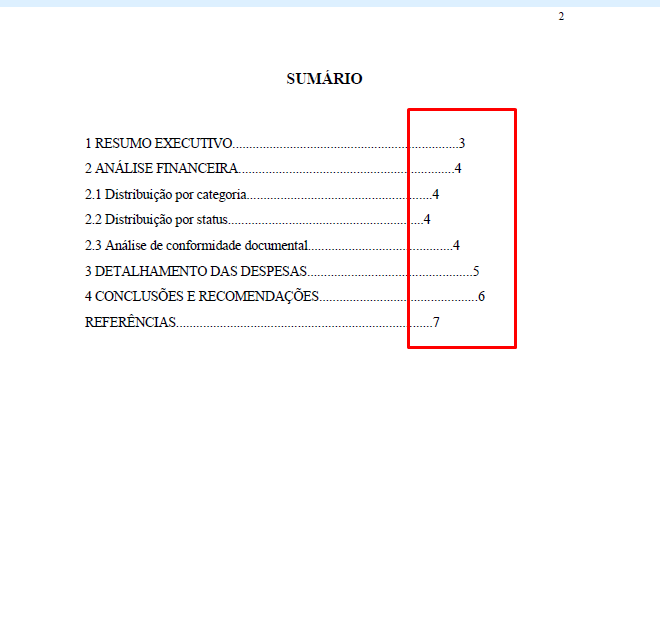 2
SUMÁRIO
1 RESUMO EXECUTIVO....................................................................3
2 ANÁLISE FINANCEIRA.................................................................4
2.1 Distribuição por categoria........................................................4
2.2 Distribuição por status...........................................................4
2.3 Análise de conformidade documental............................................4
3 DETALHAMENTO DAS DESPESAS..................................................5
4 CONCLUSÕES E RECOMENDAÇÕES................................................6
REFERÊNCIAS.............................................................................7